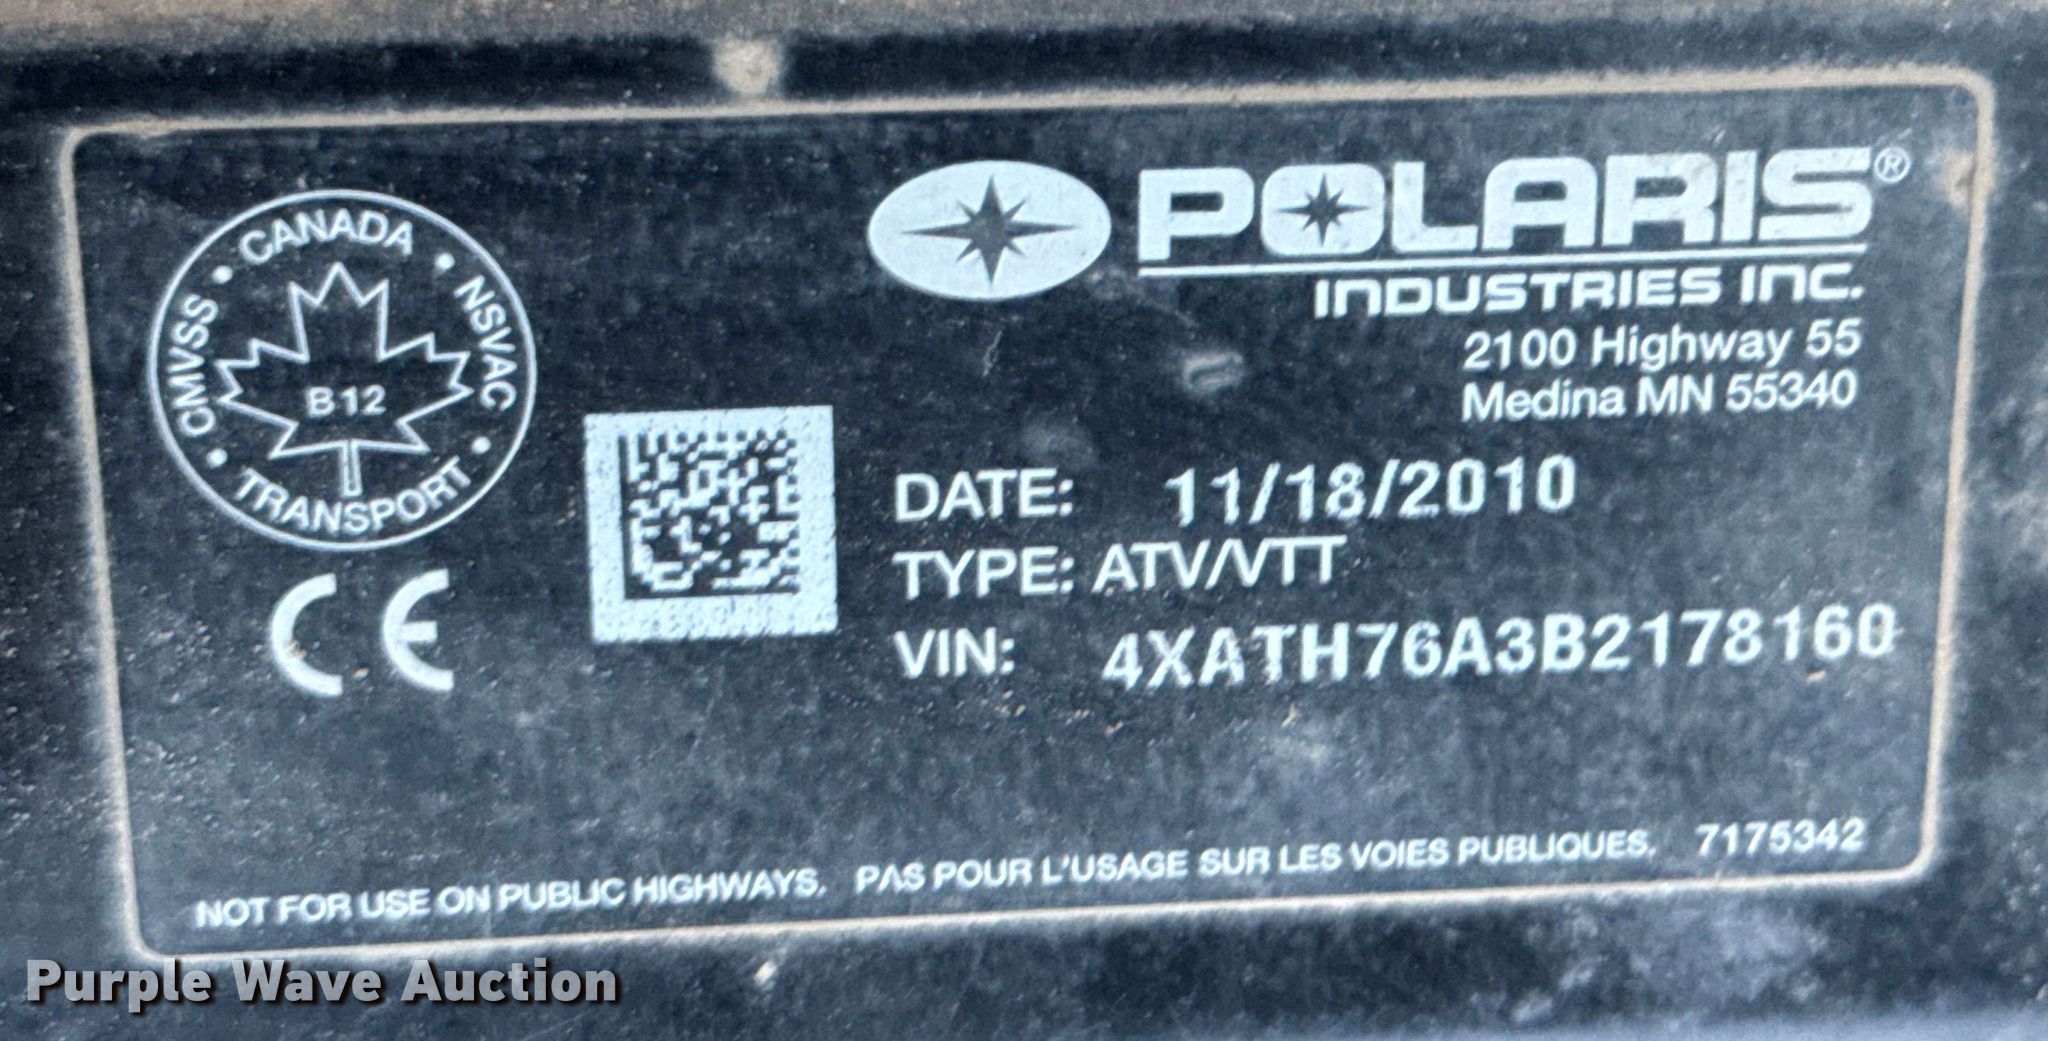 CANADA • NSVAC • TRANSPORT • CMVSS •
B12
CE
POLARIS®
INDUSTRIES INC.
2100 Highway 55
Medina MN 55340
DATE: 11/18/2010
TYPE: ATV/VTT
VIN: 4XATH76A3B2178160
NOT FOR USE ON PUBLIC HIGHWAYS. PAS POUR L'USAGE SUR LES VOIES PUBLIQUES. 7175342
Purple Wave Auction